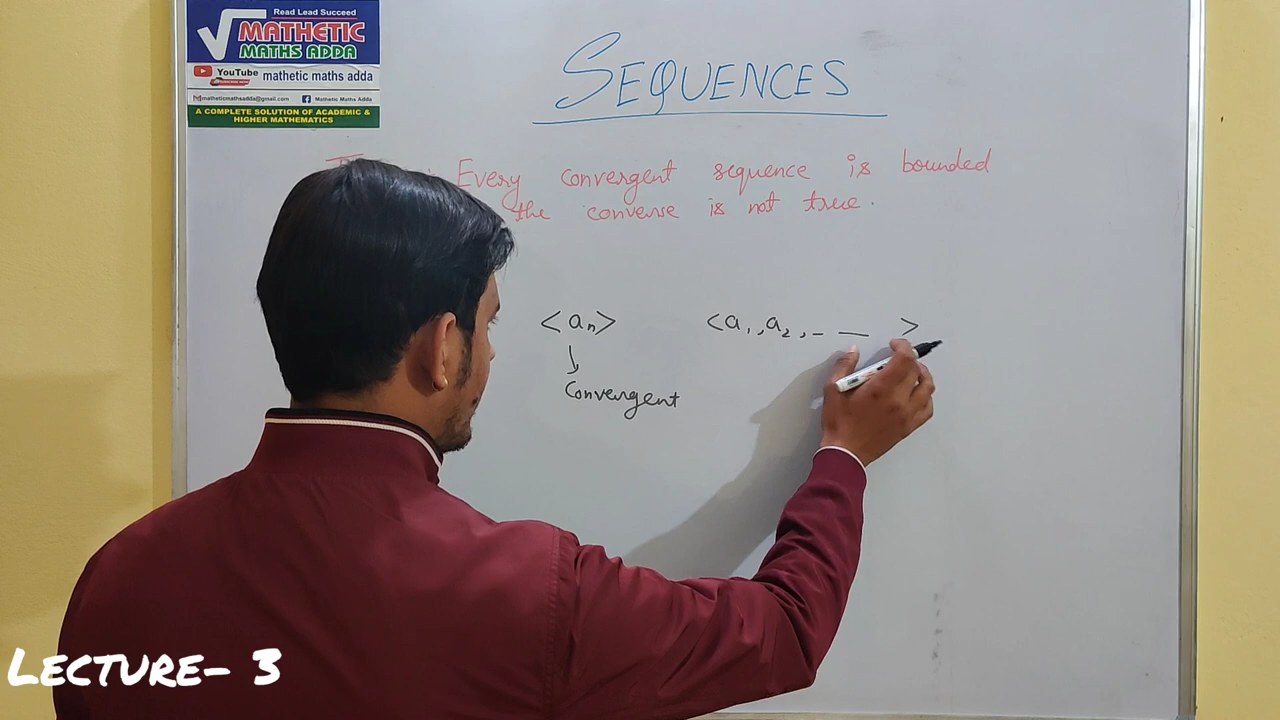 Read Lead Succeed
MATHETIC
MATHS ADDA
YouTube mathetic maths adda
matheticmathsadda@gmail.com Mathetic Maths Adda
A COMPLETE SOLUTION OF ACADEMIC &
HIGHER MATHEMATICS
SEQUENCES
Every convergent sequence is bounded
the converse is not true.
<an> <a1, a2, - — >
Convergent
LECTURE- 3